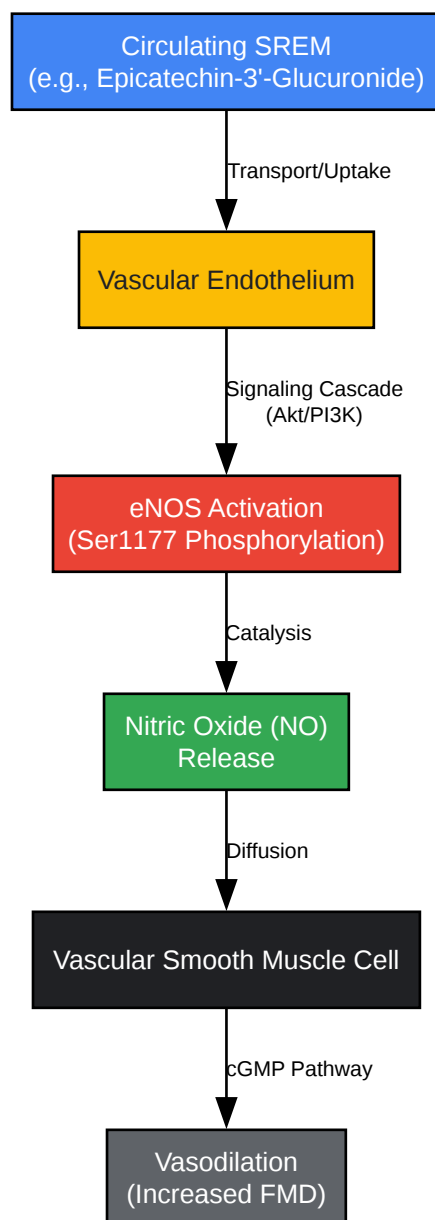 Circulating SREM
(e.g., Epicatechin-3'-Glucuronide)
Transport/Uptake
Vascular Endothelium
Signaling Cascade
(Akt/PI3K)
eNOS Activation
(Ser1177 Phosphorylation)
Catalysis
Nitric Oxide (NO)
Release
Diffusion
Vascular Smooth Muscle Cell
cGMP Pathway
Vasodilation
(Increased FMD)